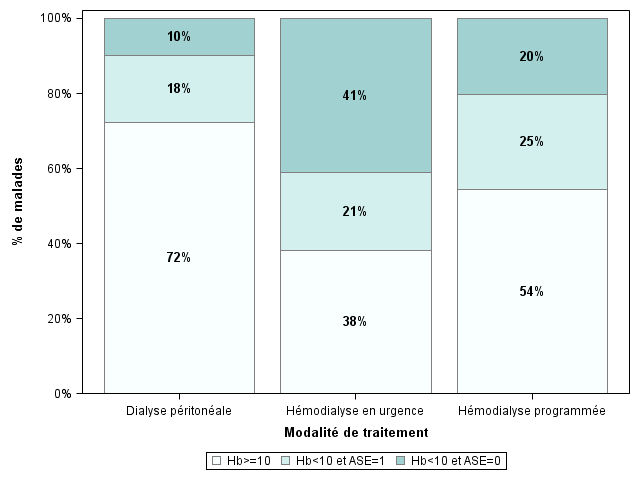 100%
80%
60%
40%
20%
0%
% de malades
10%
18%
72%
41%
21%
38%
20%
25%
54%
Dialyse péritonéale
Hémodialyse en urgence
Hémodialyse programmée
Modalité de traitement
Hb>=10
Hb<10 et ASE=1
Hb<10 et ASE=0